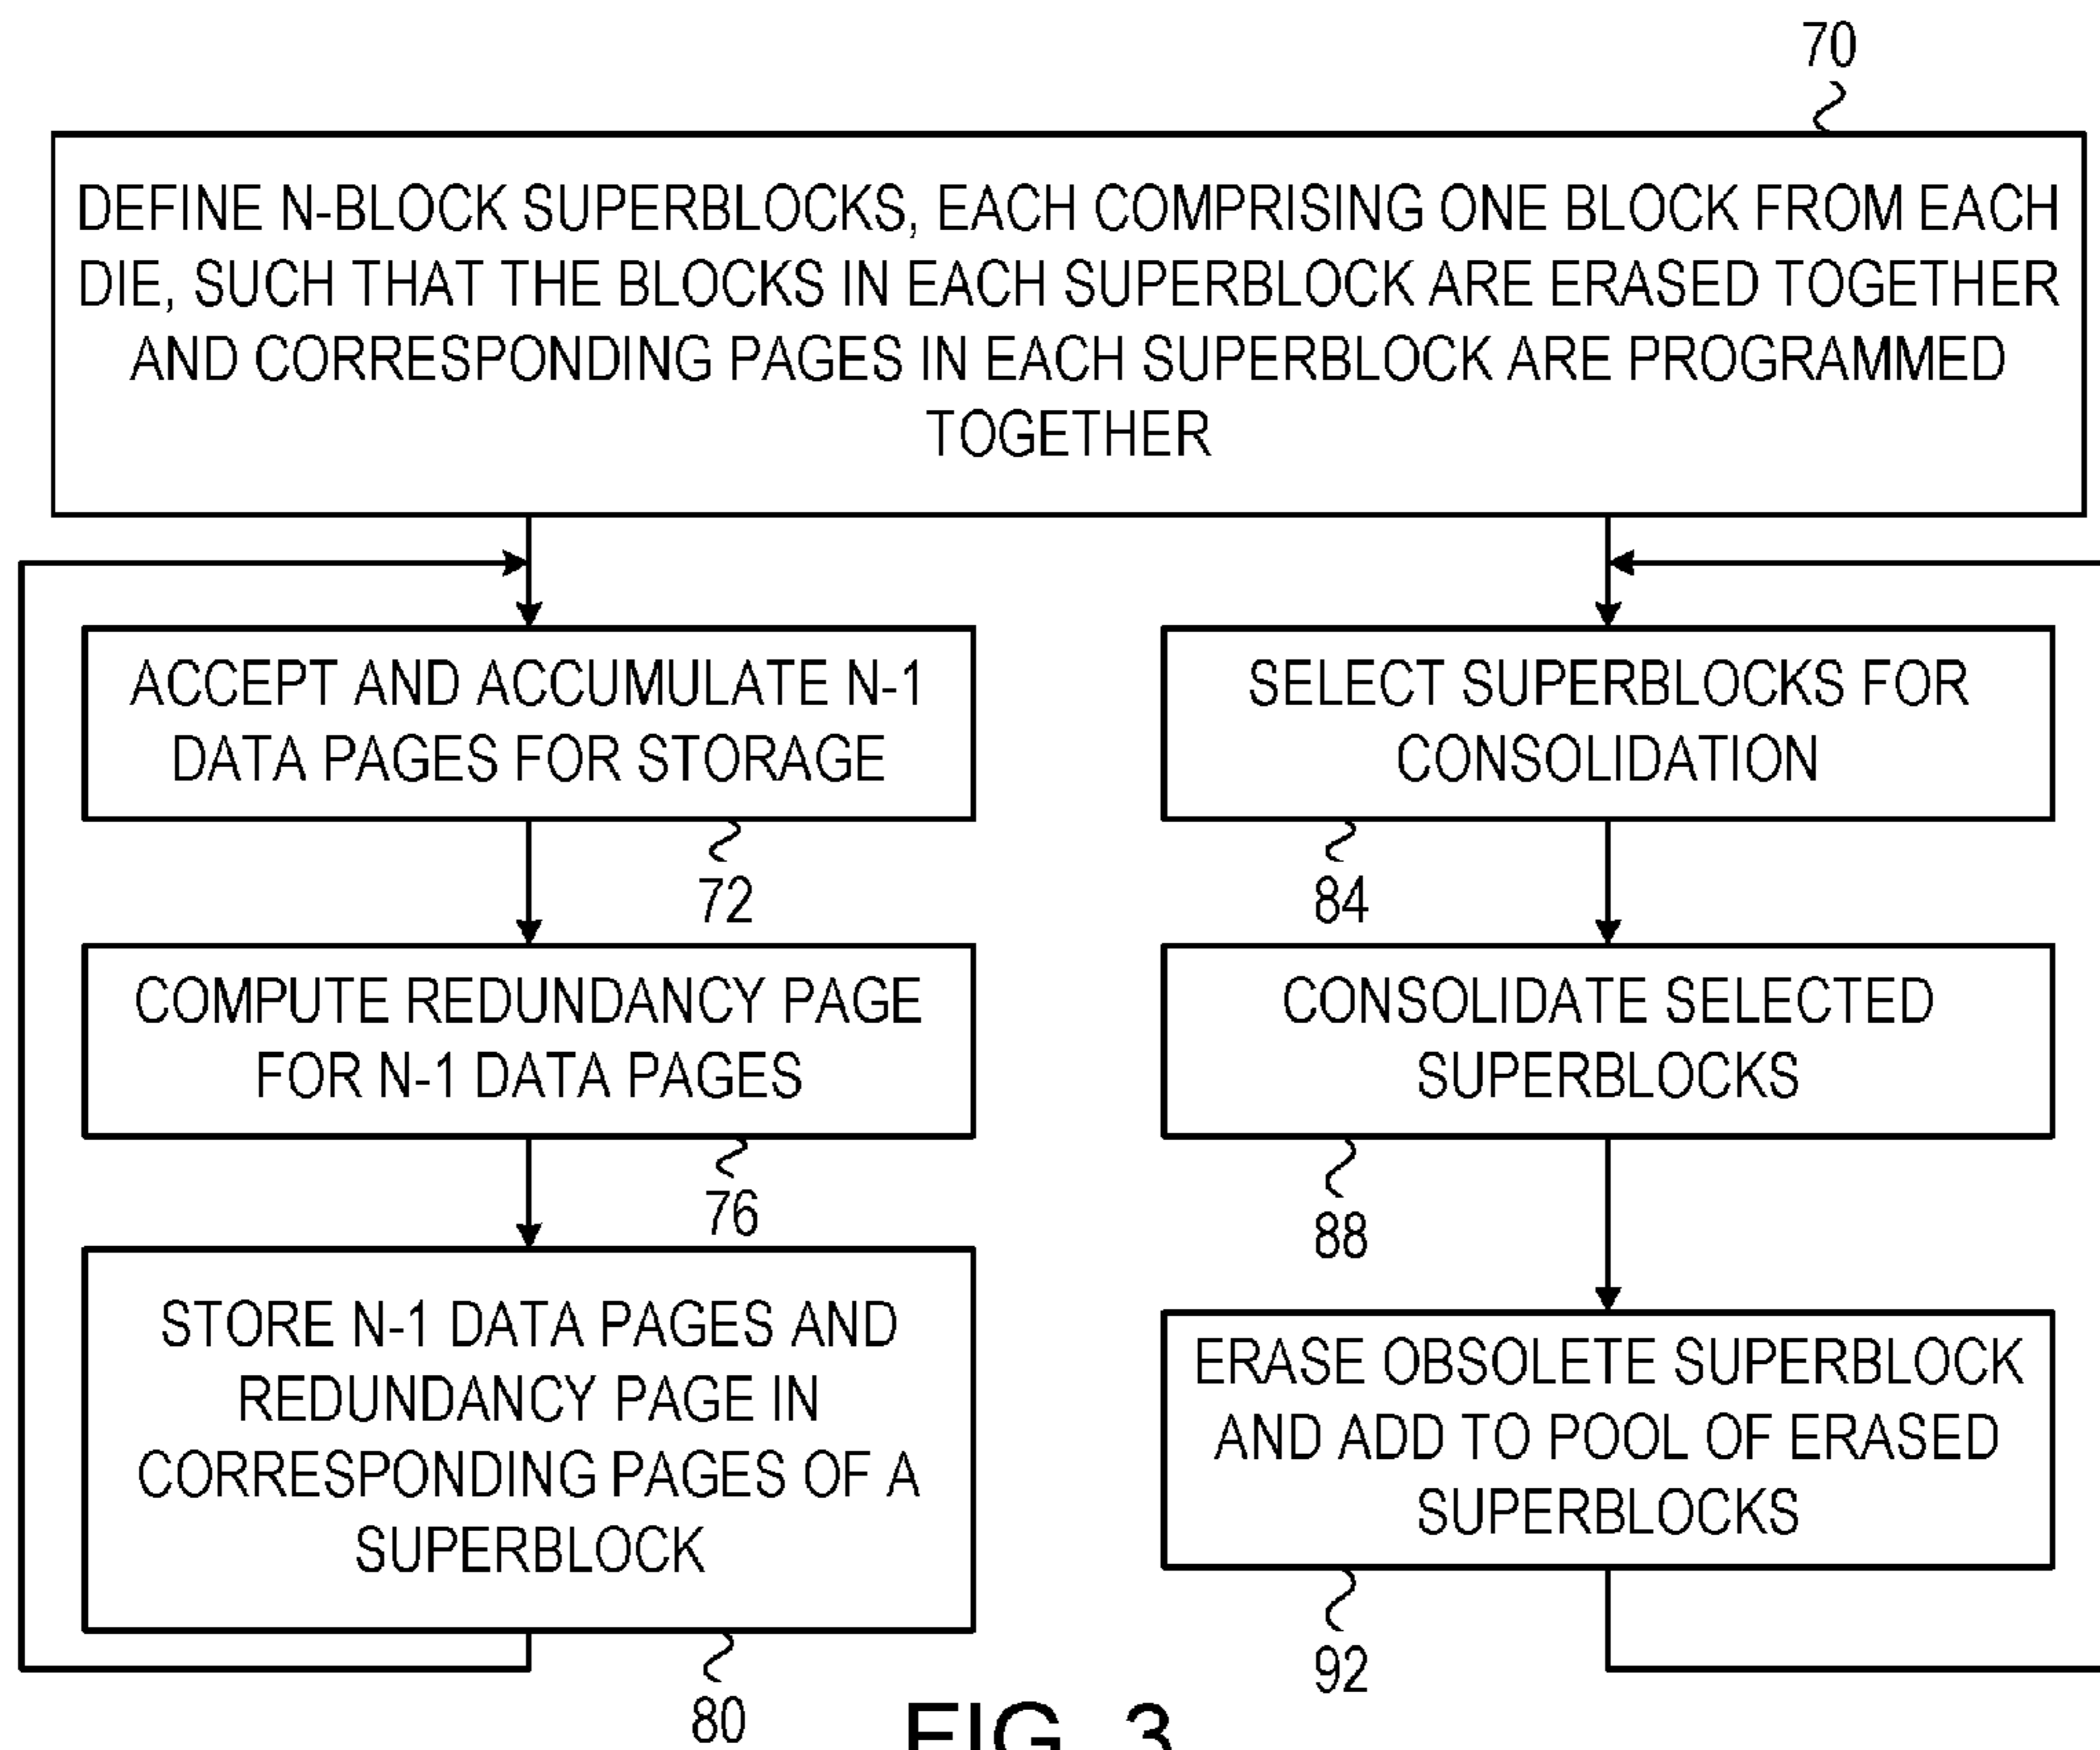 70
DEFINE N-BLOCK SUPERBLOCKS, EACH COMPRISING ONE BLOCK FROM EACH
DIE, SUCH THAT THE BLOCKS IN EACH SUPERBLOCK ARE ERASED TOGETHER
AND CORRESPONDING PAGES IN EACH SUPERBLOCK ARE PROGRAMMED
TOGETHER
ACCEPT AND ACCUMULATE N-1
DATA PAGES FOR STORAGE
72
COMPUTE REDUNDANCY PAGE
FOR N-1 DATA PAGES
76
STORE N-1 DATA PAGES AND
REDUNDANCY PAGE IN
CORRESPONDING PAGES OF A
SUPERBLOCK
80
SELECT SUPERBLOCKS FOR
CONSOLIDATION
84
CONSOLIDATE SELECTED
SUPERBLOCKS
88
ERASE OBSOLETE SUPERBLOCK
AND ADD TO POOL OF ERASED
SUPERBLOCKS
92
FIG. 3